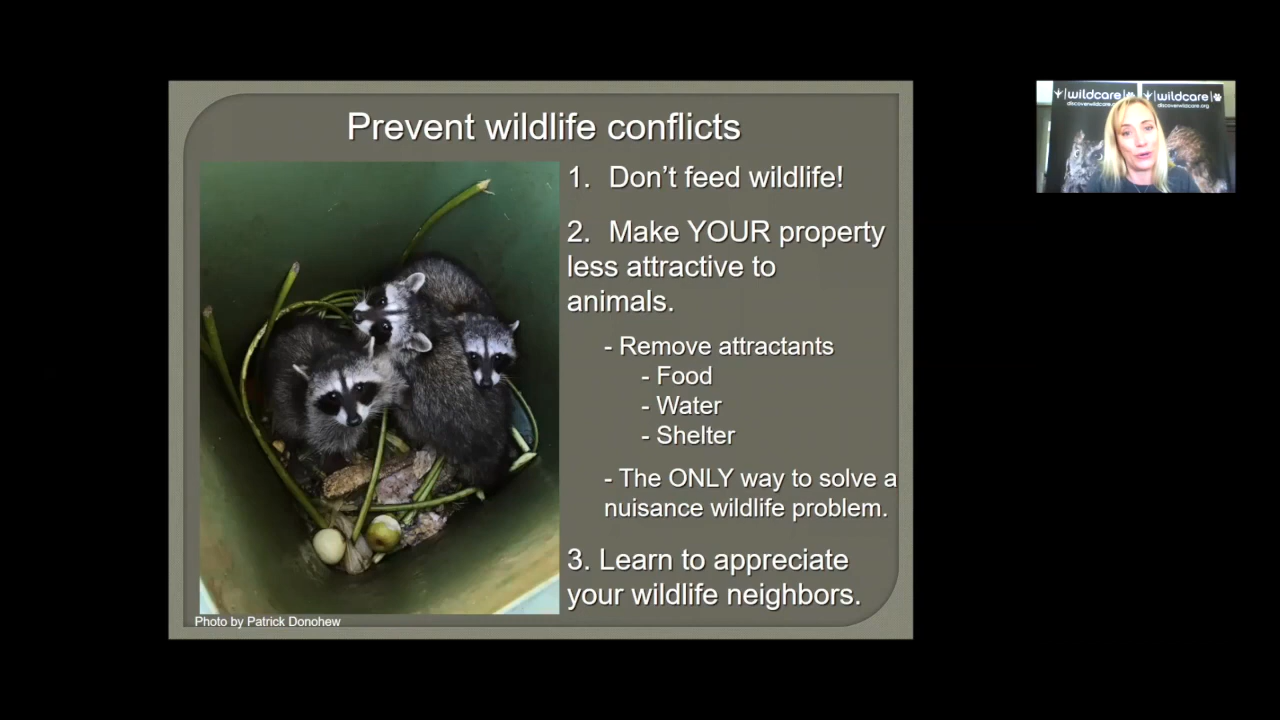 Prevent wildlife conflicts
1. Don't feed wildlife!
2. Make YOUR property
less attractive to
animals.
- Remove attractants
- Food
- Water
- Shelter
- The ONLY way to solve a
nuisance wildlife problem.
3. Learn to appreciate
your wildlife neighbors.
Photo by Patrick Donohew
wildcare
wildcare
discoverwildcare.org